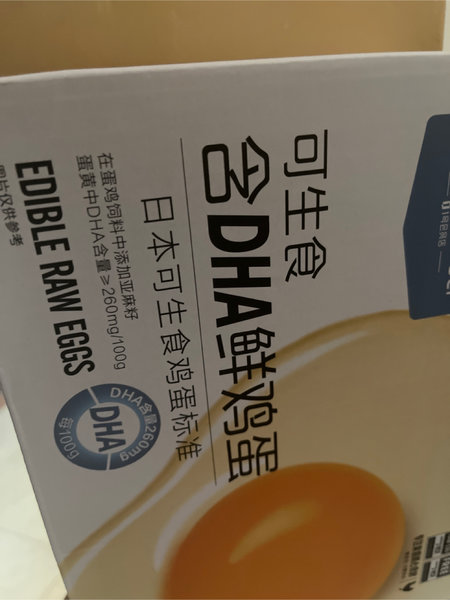 可生食
含DHA鲜鸡蛋
日本可生食鸡蛋标准
在蛋鸡饲料中添加亚麻籽
蛋黄中DHA含量≥260mg/100g
EDIBLE RAW EGGS
图片仅供参考
DHA含量260mg
DHA
每100g